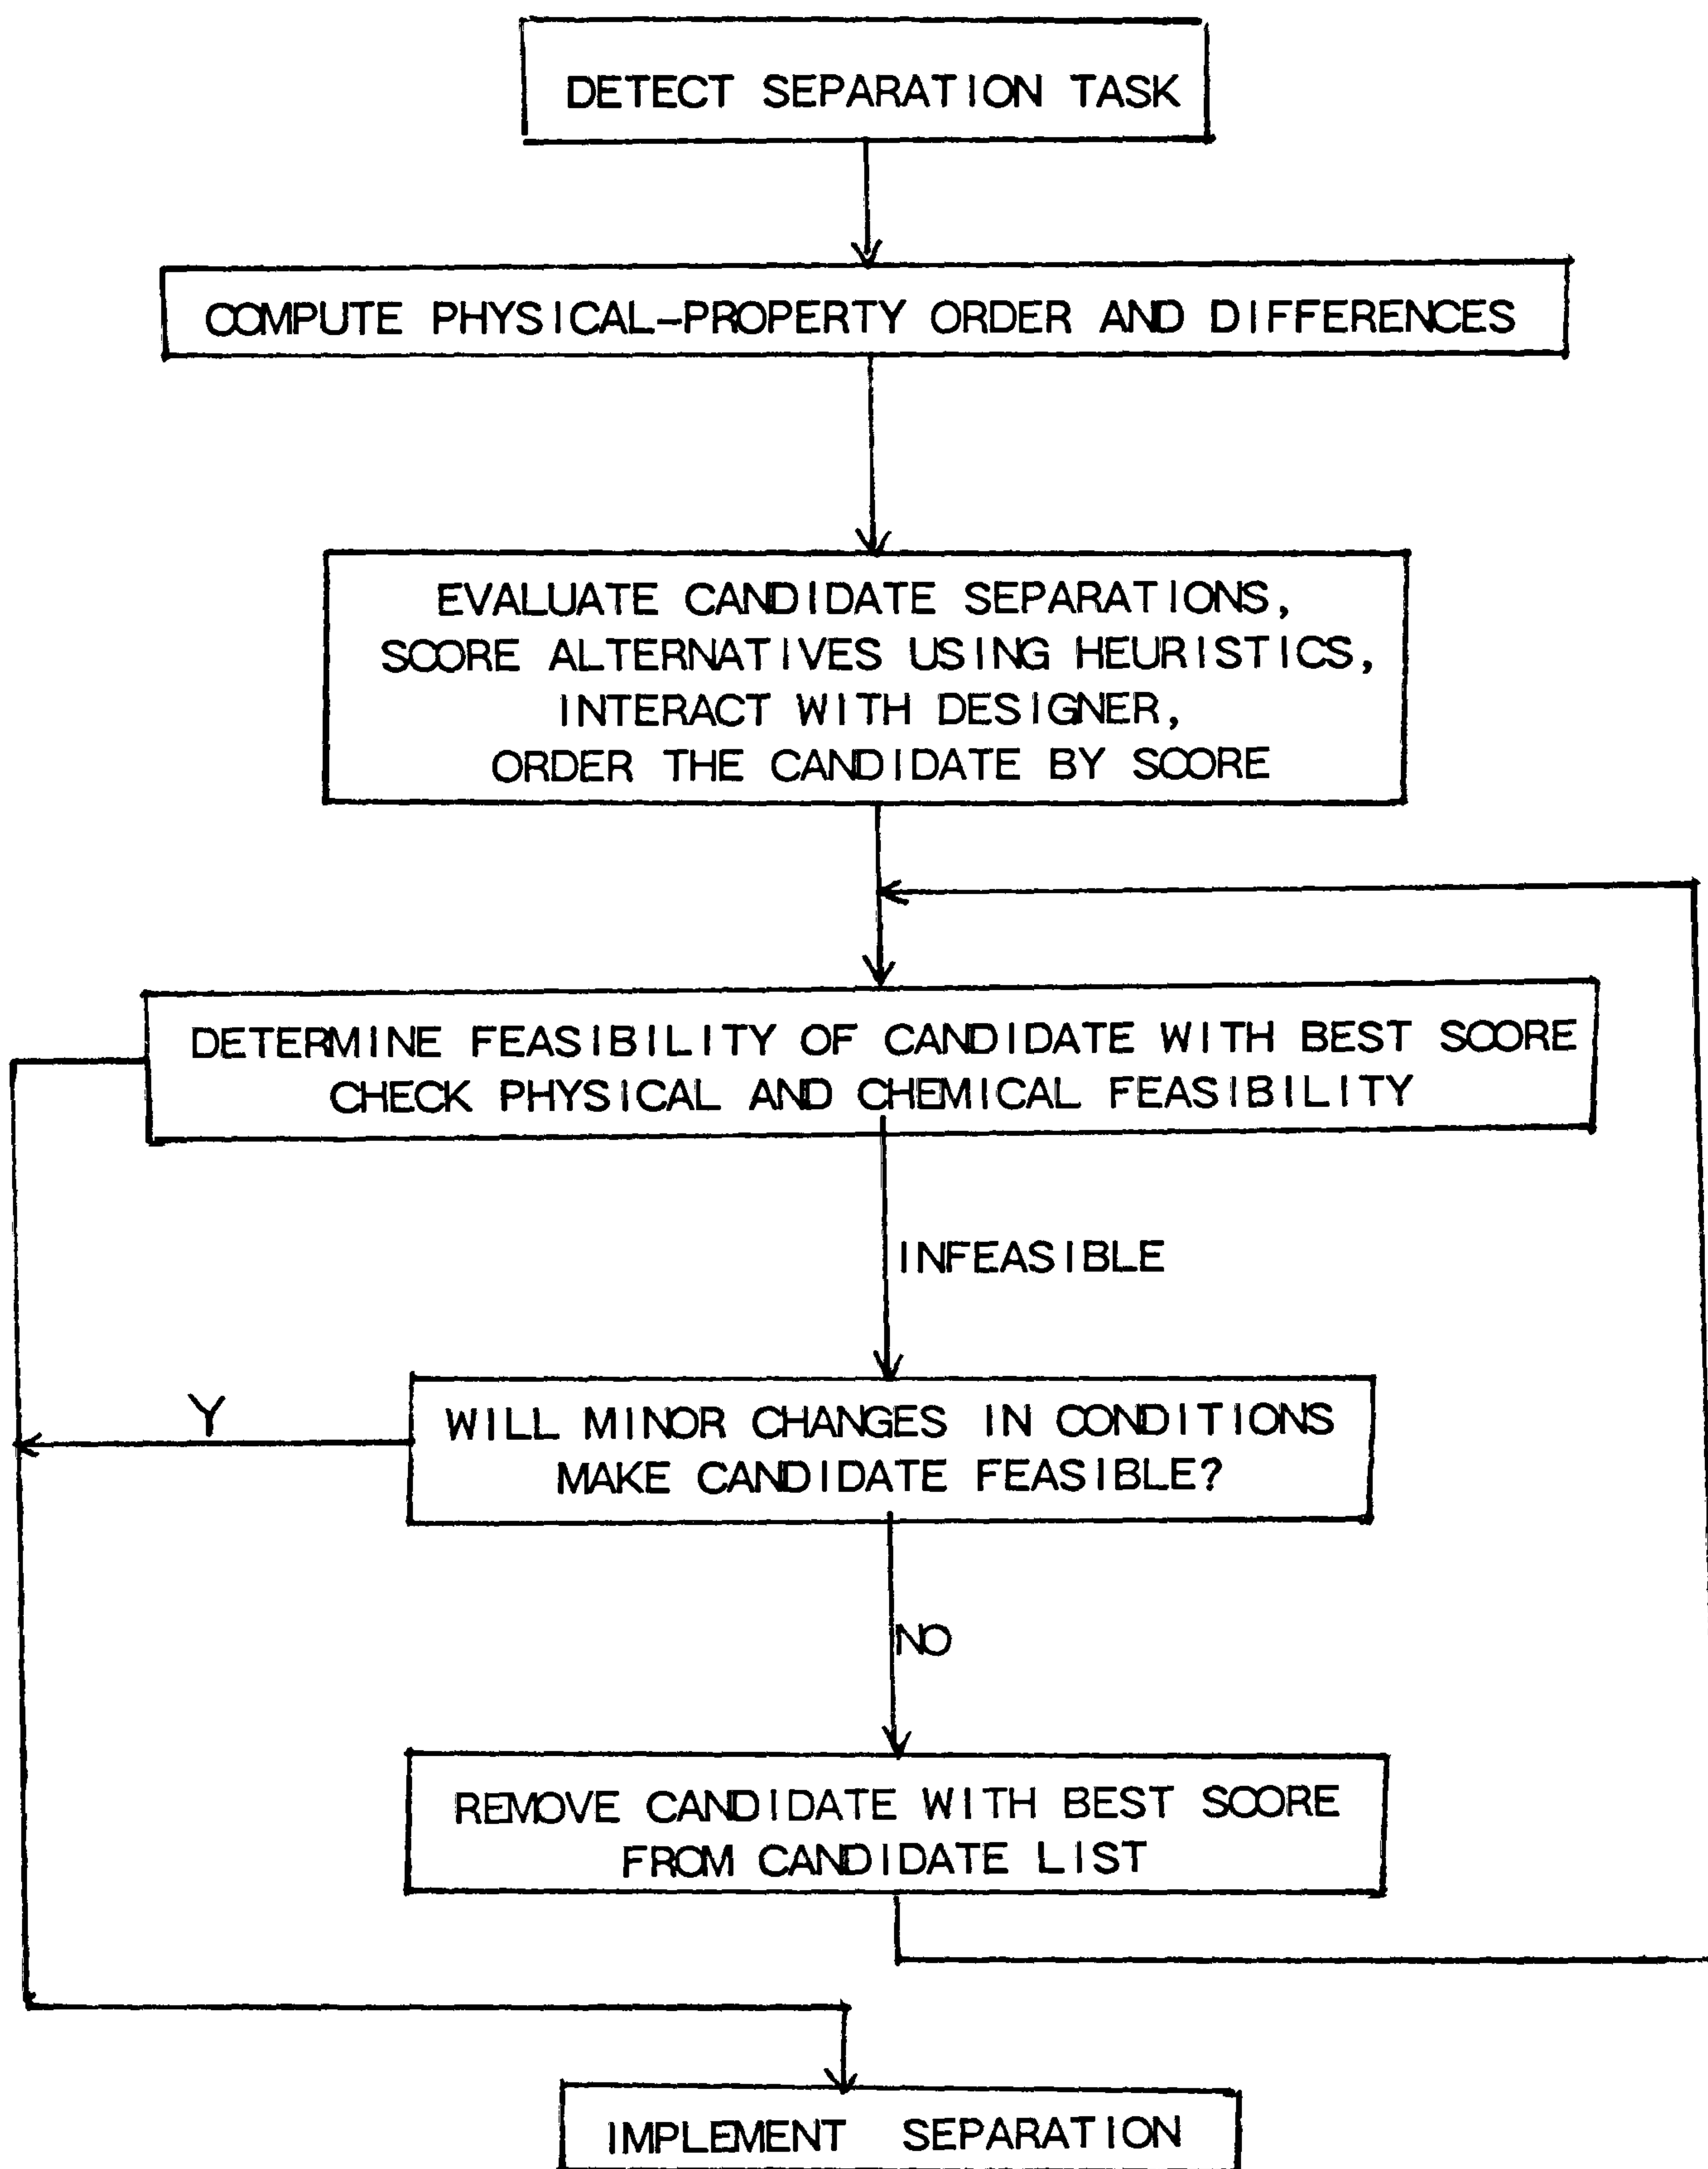 DETECT SEPARATION TASK
COMPUTE PHYSICAL-PROPERTY ORDER AND DIFFERENCES
EVALUATE CANDIDATE SEPARATIONS,
SCORE ALTERNATIVES USING HEURISTICS,
INTERACT WITH DESIGNER,
ORDER THE CANDIDATE BY SCORE
DETERMINE FEASIBILITY OF CANDIDATE WITH BEST SCORE
CHECK PHYSICAL AND CHEMICAL FEASIBILITY
INFEASIBLE
Y
WILL MINOR CHANGES IN CONDITIONS
MAKE CANDIDATE FEASIBLE?
NO
REMOVE CANDIDATE WITH BEST SCORE
FROM CANDIDATE LIST
IMPLEMENT SEPARATION